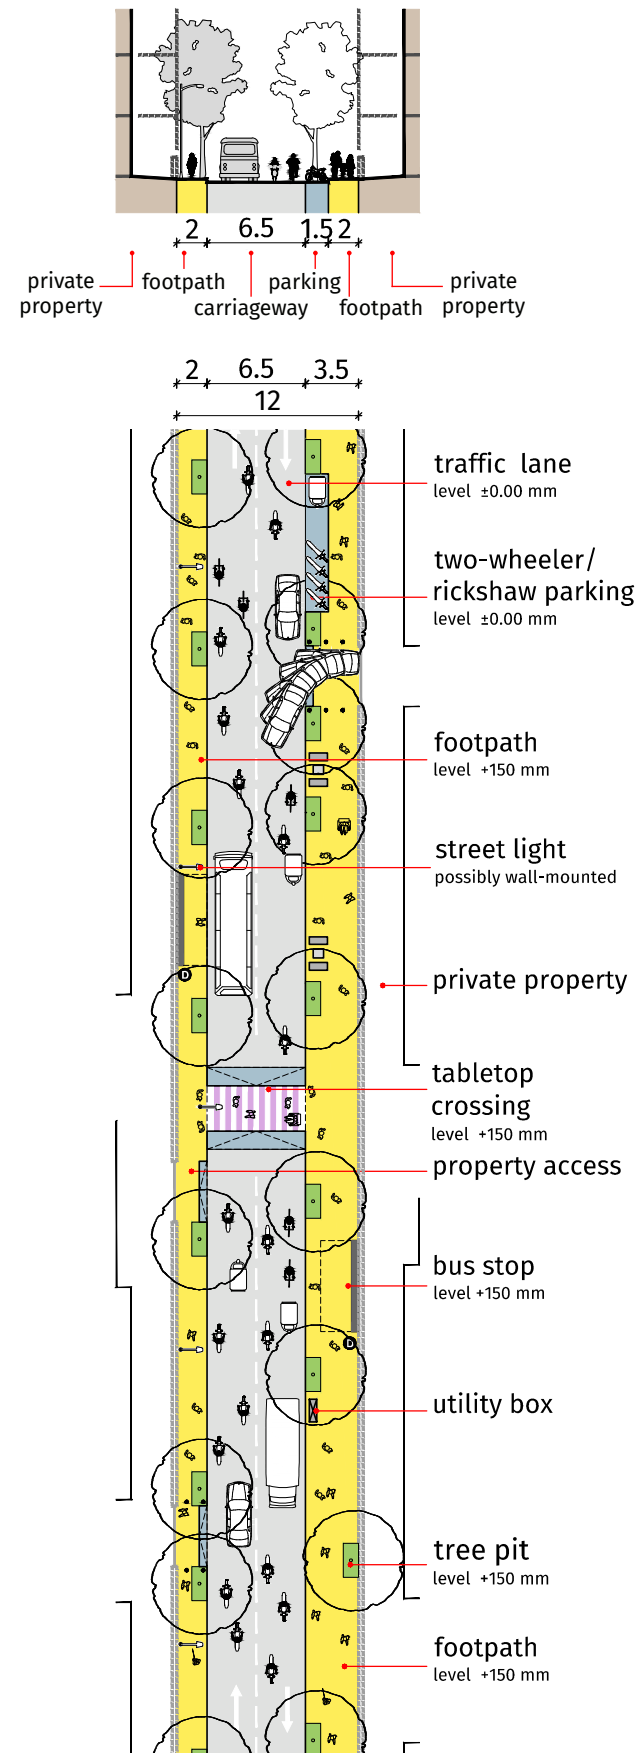 2 6.5 1.5 2
private property
footpath
carriageway
parking
footpath
private property
2 6.5 3.5
12
traffic lane
level ±0.00 mm
two-wheeler/
rickshaw parking
level ±0.00 mm
footpath
level +150 mm
street light
possibly wall-mounted
D
private property
tabletop
crossing
level +150 mm
property access
bus stop
level +150 mm
D
utility box
tree pit
level +150 mm
footpath
level +150 mm